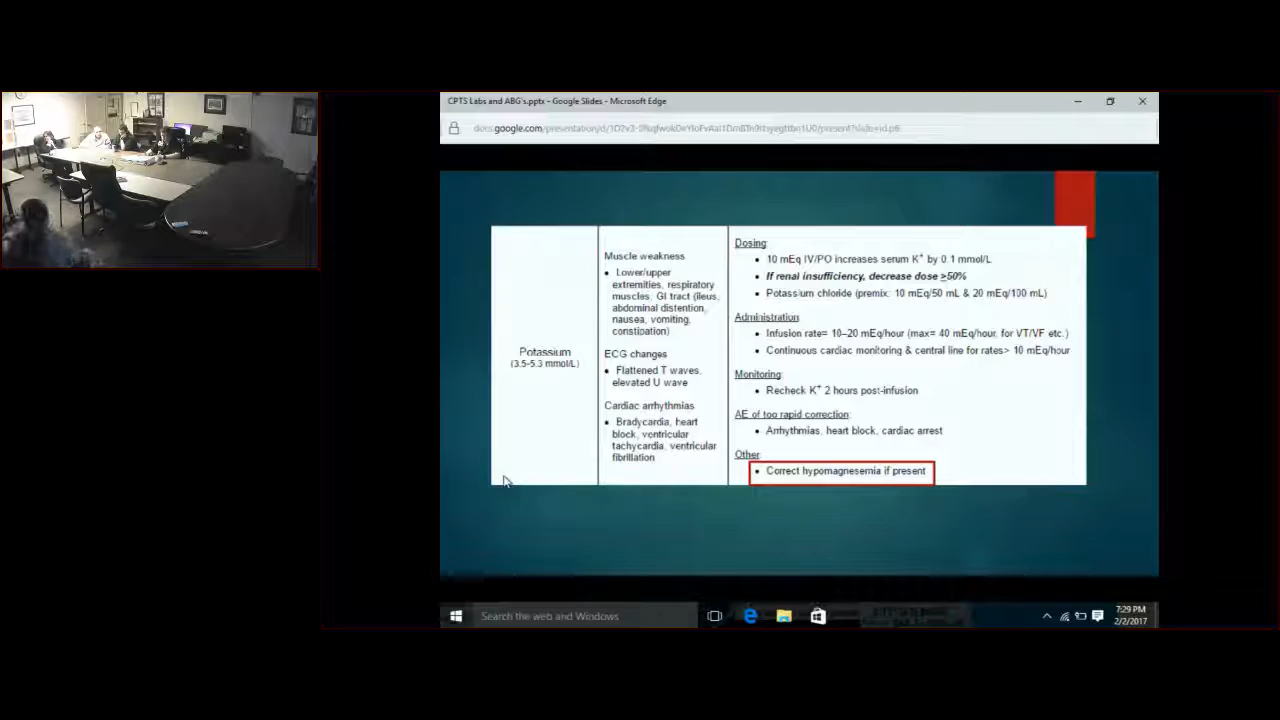 CPTS Labs and ABG's.pptx - Google Slides - Microsoft Edge
Potassium
(3.5-5.3 mmol/L)
Muscle weakness
• Lower/upper
extremities, respiratory
muscles, GI tract (ileus,
abdominal distention,
nausea, vomiting,
constipation)
ECG changes
• Flattened T waves,
elevated U wave
Cardiac arrhythmias
• Bradycardia, heart
block, ventricular
tachycardia, ventricular
fibrillation
Dosing:
• 10 mEq IV/PO increases serum K+ by 0.1 mmol/L
• If renal insufficiency, decrease dose ≥50%
• Potassium chloride (premix: 10 mEq/50 mL & 20 mEq/100 mL)
Administration:
• Infusion rate= 10–20 mEq/hour (max= 40 mEq/hour, for VT/VF etc.)
• Continuous cardiac monitoring & central line for rates> 10 mEq/hour
Monitoring:
• Recheck K+ 2 hours post-infusion
AE of too rapid correction:
• Arrhythmias, heart block, cardiac arrest
Other:
• Correct hypomagnesemia if present
Search the web and Windows
7:29 PM
2/2/2017